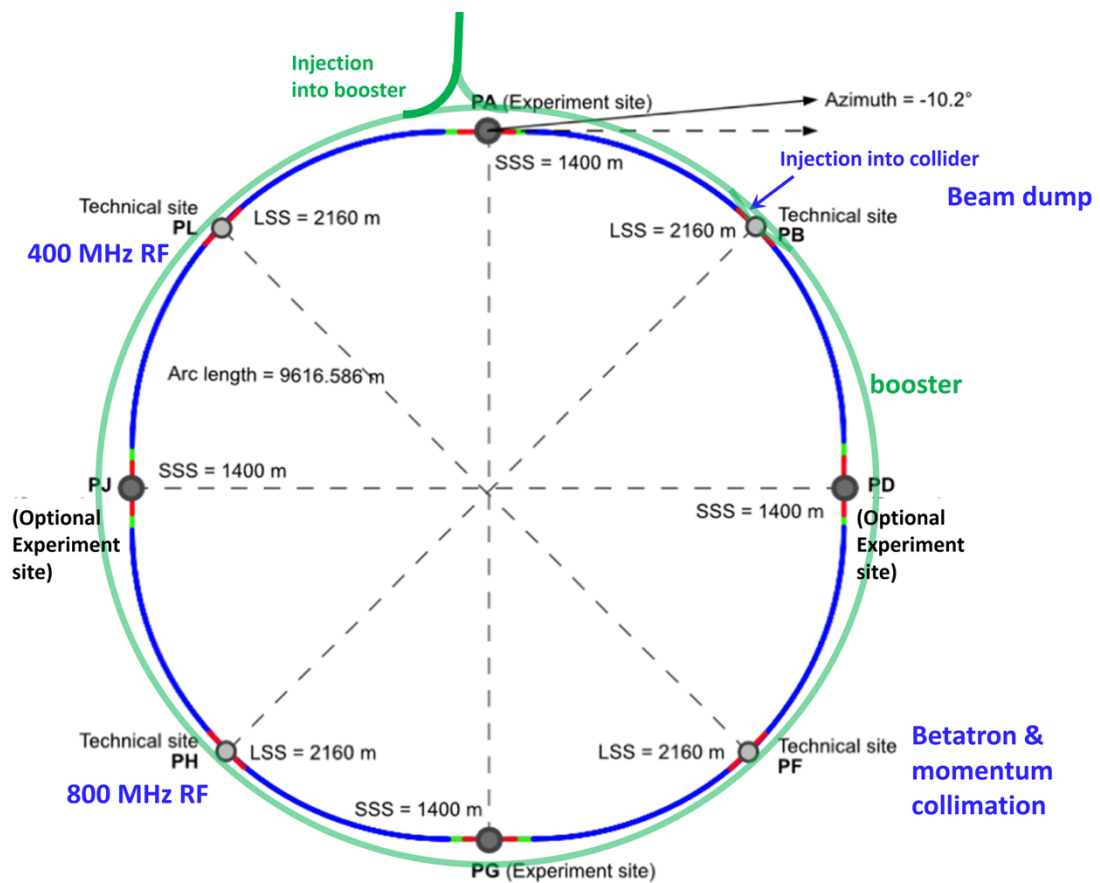 Injection
into booster
PA (Experiment site)
Azimuth = -10.2°
SSS = 1400 m
Injection into collider
Beam dump
Technical site
PL
LSS = 2160 m
400 MHz RF
Technical site
PB
LSS = 2160 m
Arc length = 9616.586 m
booster
SSS = 1400 m
PJ
(Optional
Experiment
site)
PD
SSS = 1400 m
(Optional
Experiment
site)
Technical site
PH
LSS = 2160 m
800 MHz RF
LSS = 2160 m
Technical site
PF
Betatron &
momentum
collimation
SSS = 1400 m
PG (Experiment site)